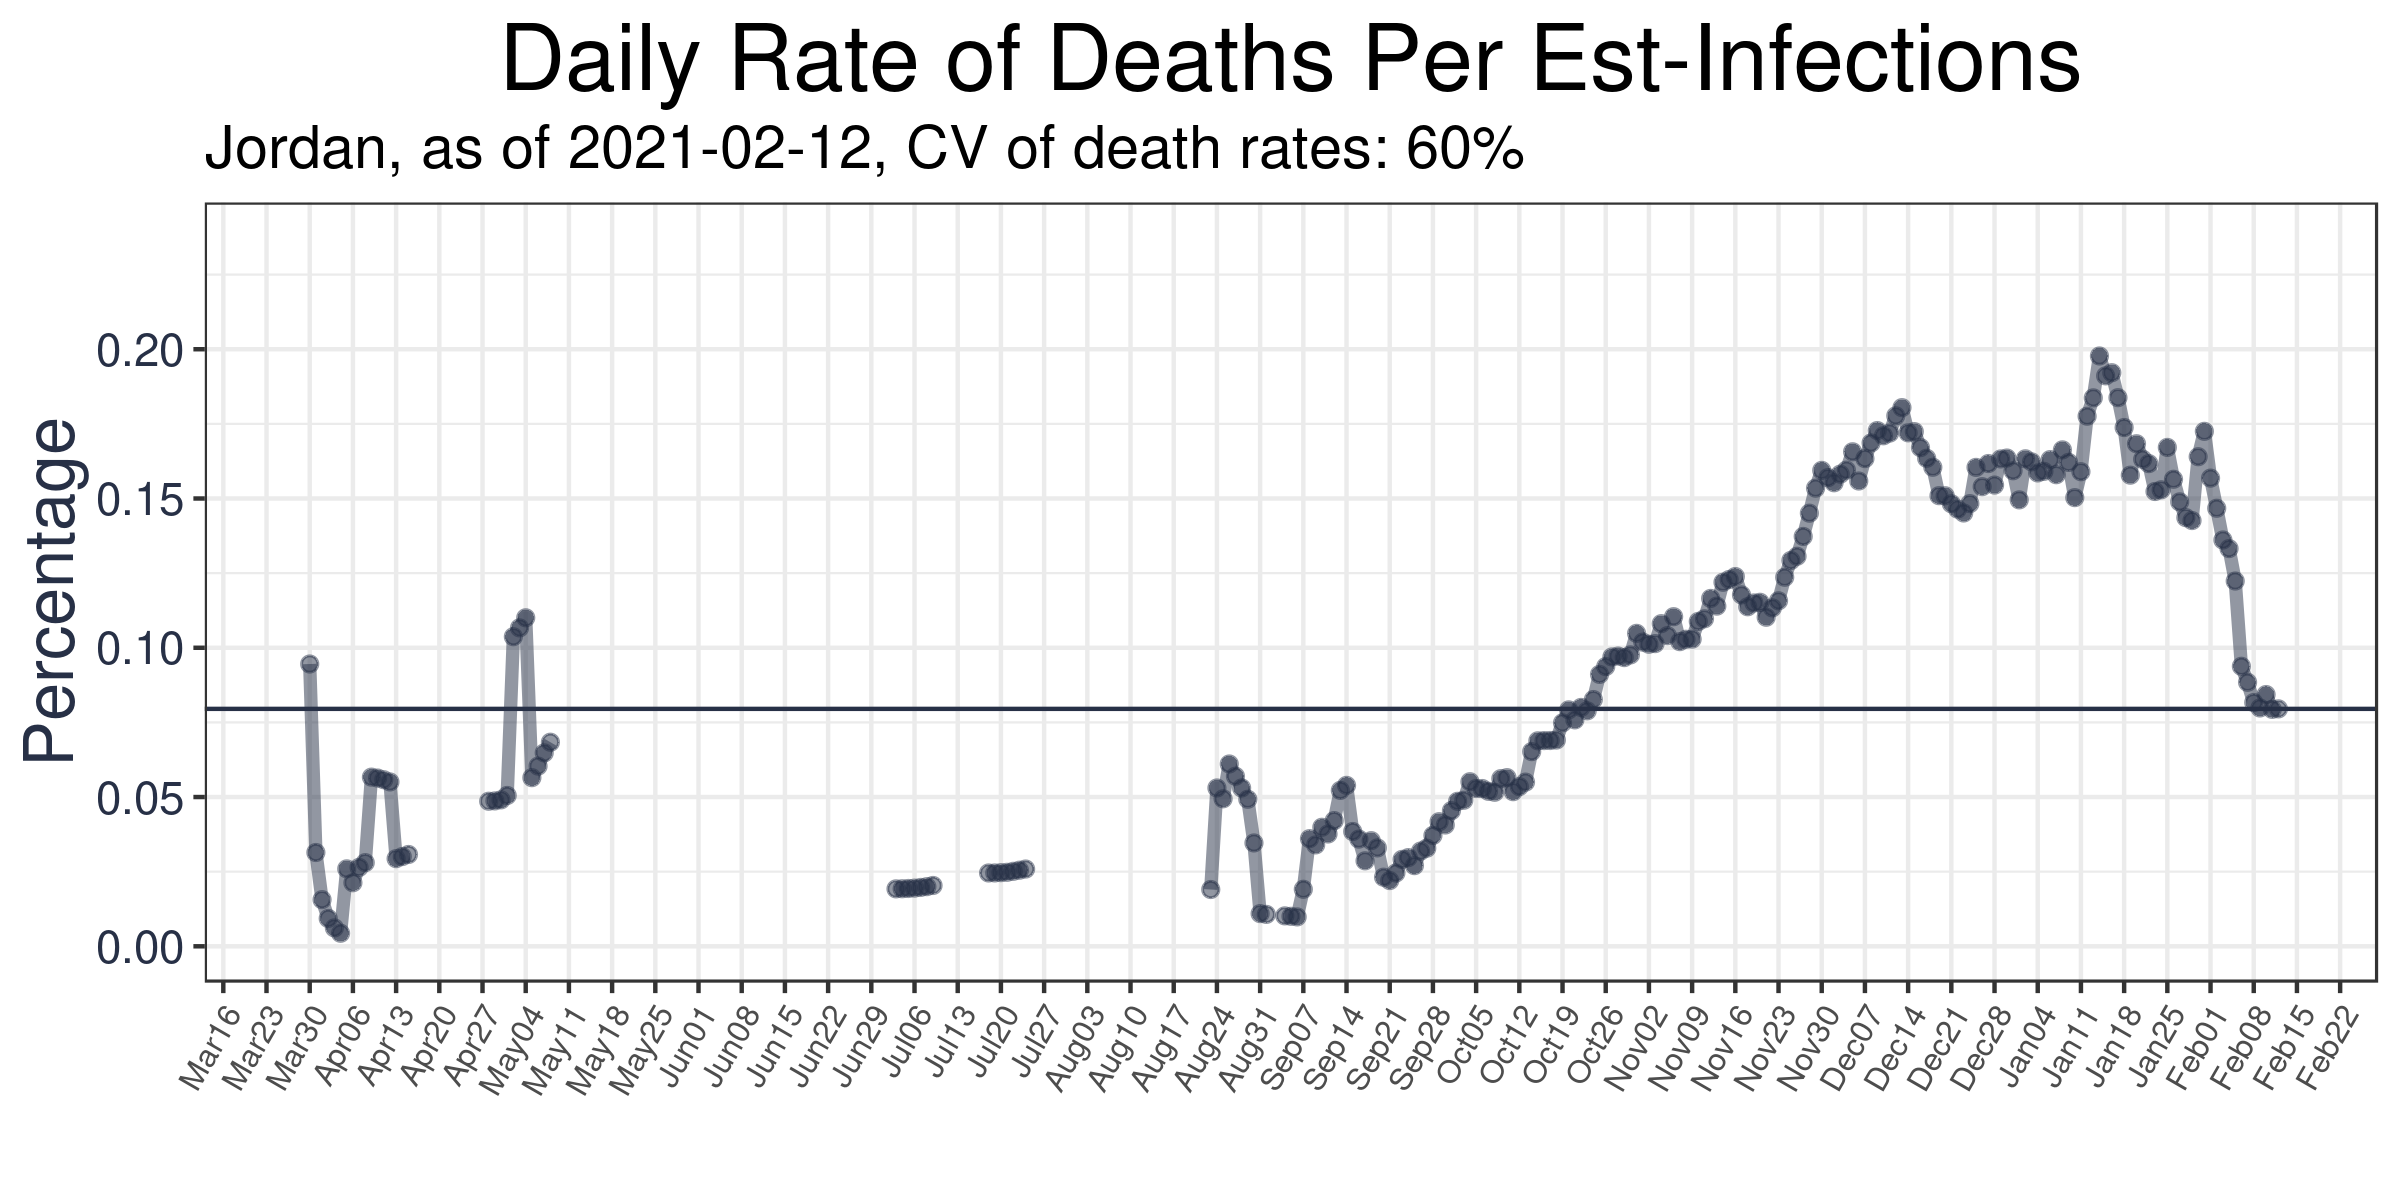 Daily Rate of Deaths Per Est-Infections
Jordan, as of 2021-02-12, CV of death rates: 60%
Percentage
0.20
0.15
0.10
0.05
0.00
Mar16
Mar23
Mar30
Apr06
Apr13
Apr20
Apr27
May04
May11
May18
May25
Jun01
Jun08
Jun15
Jun22
Jun29
Jul06
Jul13
Jul20
Jul27
Aug03
Aug10
Aug17
Aug24
Aug31
Sep07
Sep14
Sep21
Sep28
Oct05
Oct12
Oct19
Oct26
Nov02
Nov09
Nov16
Nov23
Nov30
Dec07
Dec14
Dec21
Dec28
Jan04
Jan11
Jan18
Jan25
Feb01
Feb08
Feb15
Feb22